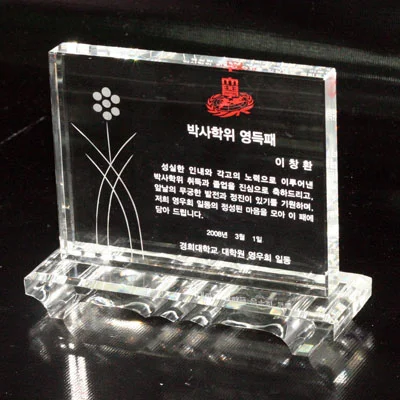 박사학위 영득패
이 창 환
성실한 인내와 각고의 노력으로 이루어낸
박사학위 취득과 졸업을 진심으로 축하드리고,
앞날의 무궁한 발전과 정진이 있기를 기원하며,
저희 영우회 일동의 정성된 마음을 모아 이 패에
담아 드립니다.
2008년 3월 1일
경희대학교 대학원 영우회 일동